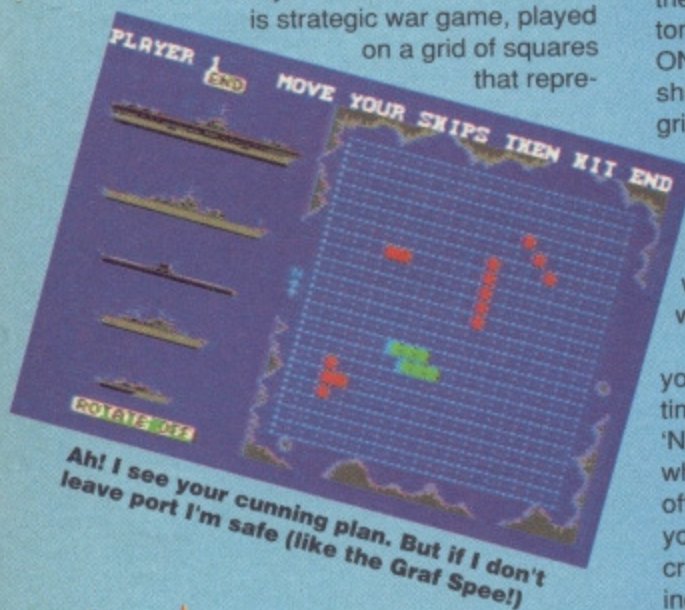 is strategic war game, played
on a grid of squares
that repre-
PLAYER 1
END
MOVE YOUR SHIPS THEN HIT END
ROTATE OFF
Ah! I see your cunning plan. But if I don't
leave port I'm safe (like the Graf Spee!)